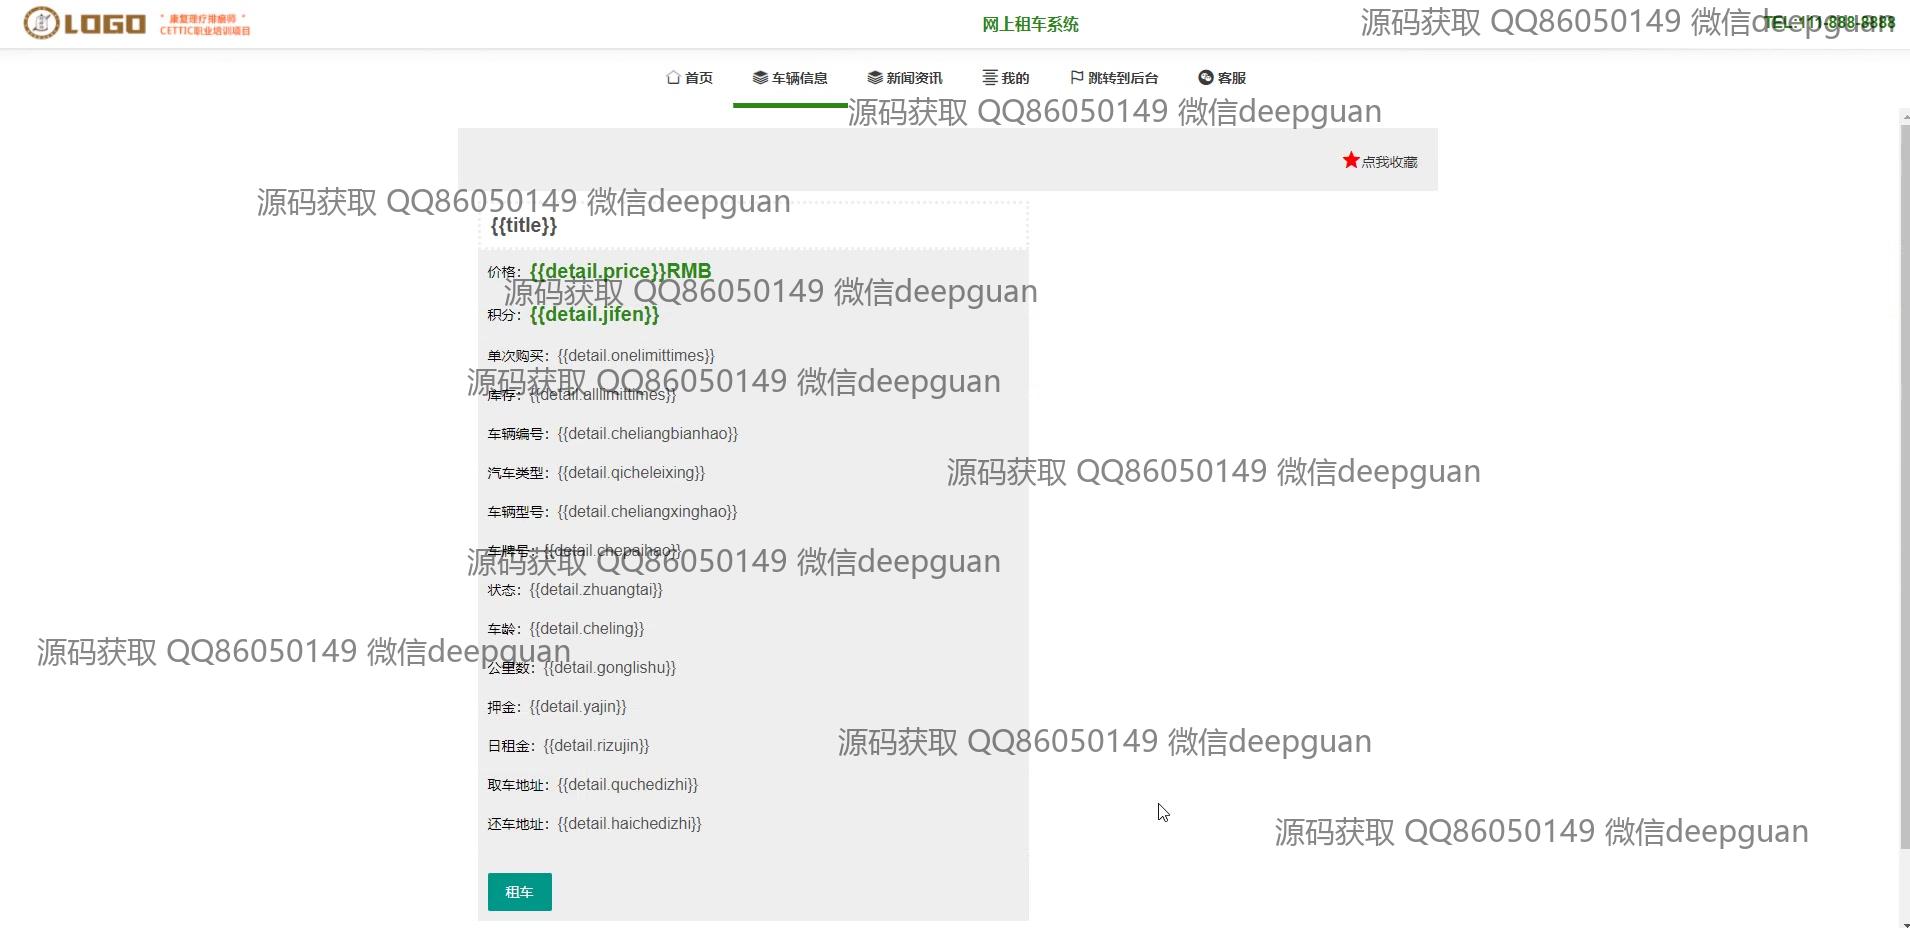 LOGO
康复理疗排痧师
CETTIC职业培训项目
网上租车系统
源码获取 QQ86050149 微信deepguan
TEL:111-888-8888
首页 车辆信息 新闻资讯 我的 跳转到后台 客服
源码获取 QQ86050149 微信deepguan
点我收藏
源码获取 QQ86050149 微信deepguan
{{title}}
价格：{{detail.price}}RMB
源码获取 QQ86050149 微信deepguan
积分：{{detail.jifen}}
单次购买：{{detail.onelimittimes}}
源码获取 QQ86050149 微信deepguan
库存：{{detail.alllimittimes}}
车辆编号：{{detail.cheliangbianhao}}
汽车类型：{{detail.qicheleixing}}
源码获取 QQ86050149 微信deepguan
车辆型号：{{detail.cheliangxinghao}}
车牌号：{{detail.chepaihao}}
源码获取 QQ86050149 微信deepguan
状态：{{detail.zhuangtai}}
车龄：{{detail.cheling}}
源码获取 QQ86050149 微信deepguan
公里数：{{detail.gonglishu}}
押金：{{detail.yajin}}
日租金：{{detail.rizujin}}
源码获取 QQ86050149 微信deepguan
取车地址：{{detail.quchedizhi}}
还车地址：{{detail.haichedizhi}}
源码获取 QQ86050149 微信deepguan
租车